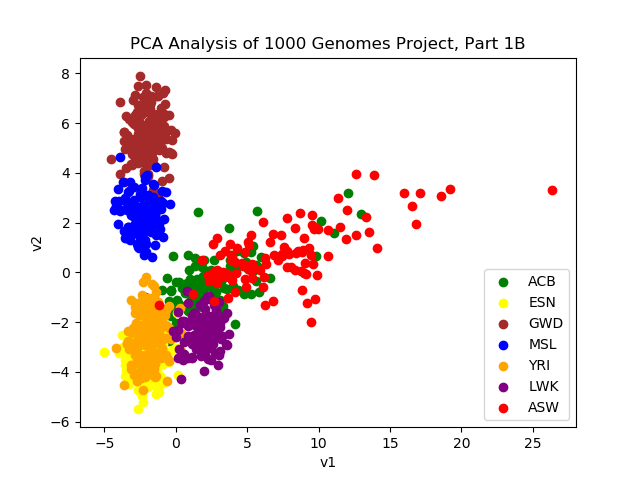 PCA Analysis of 1000 Genomes Project, Part 1B
8
6
4
2
0
−2
−4
−6
v2
−5
0
5
10
15
20
25
v1
ACB
ESN
GWD
MSL
YRI
LWK
ASW